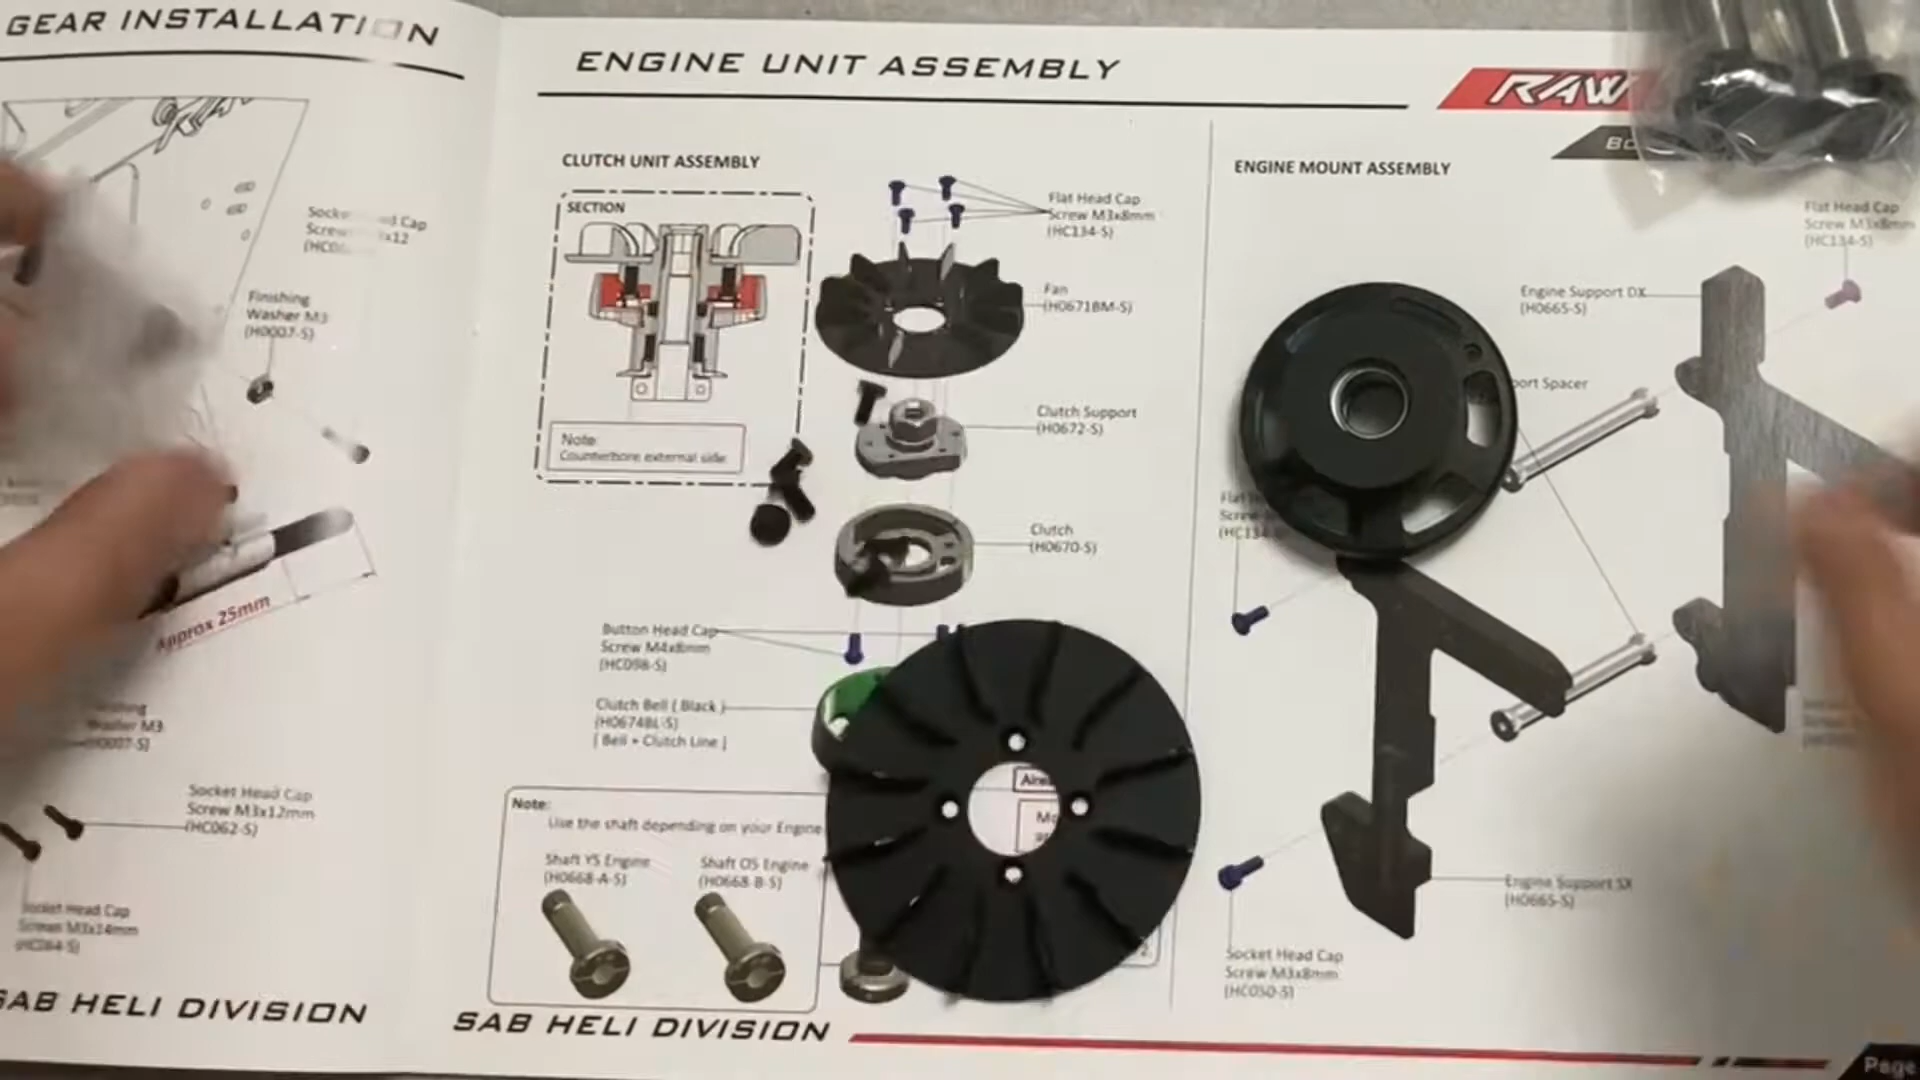 GEAR INSTALLATION
Finishing
Washer M3
(H0007-S)
Approx 25mm
Socket Head Cap
Screw M3x12mm
(HC062-S)
Socket Head Cap
Screws M3x14mm
SAB HELI DIVISION
ENGINE UNIT ASSEMBLY
RAW
CLUTCH UNIT ASSEMBLY
SECTION
Note:
Counterbore external side
Flat Head Cap
Screw M3x8mm
(HC134-S)
Fan
(H0671BM-S)
Clutch Support
(H0672-S)
Clutch
(H0670-S)
Button Head Cap
Screw M4x8mm
(HC098-S)
Clutch Bell ( Black )
(H0674BL-S)
[ Bell + Clutch Line ]
Note:
Use the shaft depending on your Engine
Shaft YS Engine
(H0668-A-S)
Shaft OS Engine
(H0668-B-S)
SAB HELI DIVISION
ENGINE MOUNT ASSEMBLY
Flat Head Cap
Screw M3x8mm
(HC134-S)
Engine Support DX
(H0665-S)
Spacer
Engine Support SX
(H0665-S)
Socket Head Cap
Screw M3x8mm
(HC050-S)
Page